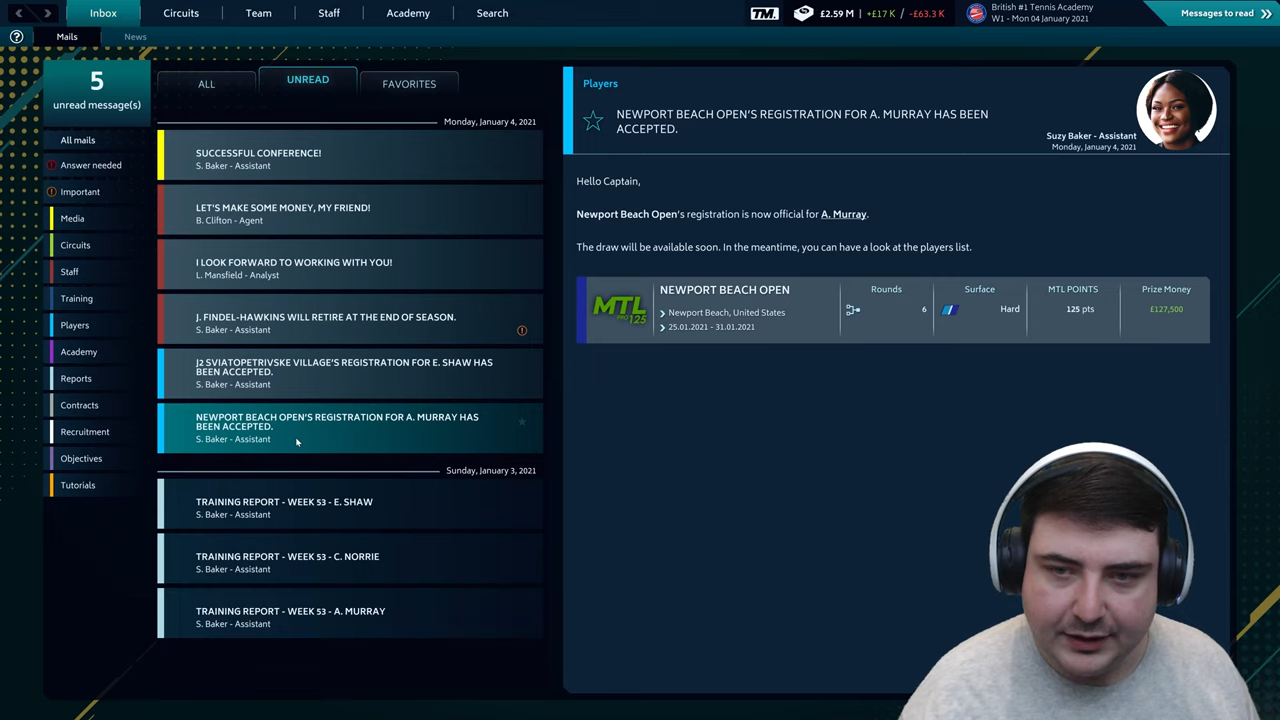 Inbox
Circuits
Team
Staff
Academy
Search
TM.
£2.59 M
+£17 K
/
-£63.3 K
British #1 Tennis Academy
W1 - Mon 04 January 2021
Messages to read
?
Mails
News
5
unread message(s)
All mails
Answer needed
Important
Media
Circuits
Staff
Training
Players
Academy
Reports
Contracts
Recruitment
Objectives
Tutorials
ALL
UNREAD
FAVORITES
Monday, January 4, 2021
SUCCESSFUL CONFERENCE!
S. Baker - Assistant
LET'S MAKE SOME MONEY, MY FRIEND!
B. Clifton - Agent
I LOOK FORWARD TO WORKING WITH YOU!
L. Mansfield - Analyst
J. FINDEL-HAWKINS WILL RETIRE AT THE END OF SEASON.
S. Baker - Assistant
J2 SVIATOPETRIVSKE VILLAGE'S REGISTRATION FOR E. SHAW HAS
BEEN ACCEPTED.
S. Baker - Assistant
NEWPORT BEACH OPEN'S REGISTRATION FOR A. MURRAY HAS
BEEN ACCEPTED.
S. Baker - Assistant
Sunday, January 3, 2021
TRAINING REPORT - WEEK 53 - E. SHAW
S. Baker - Assistant
TRAINING REPORT - WEEK 53 - C. NORRIE
S. Baker - Assistant
TRAINING REPORT - WEEK 53 - A. MURRAY
S. Baker - Assistant
Players
NEWPORT BEACH OPEN'S REGISTRATION FOR A. MURRAY HAS BEEN
ACCEPTED.
Suzy Baker - Assistant
Monday, January 4, 2021
Hello Captain,
Newport Beach Open's registration is now official for A. Murray.
The draw will be available soon. In the meantime, you can have a look at the players list.
MTL
PRO 125
NEWPORT BEACH OPEN
Newport Beach, United States
25.01.2021 - 31.01.2021
Rounds
6
Surface
Hard
MTL POINTS
125 pts
Prize Money
£127,500